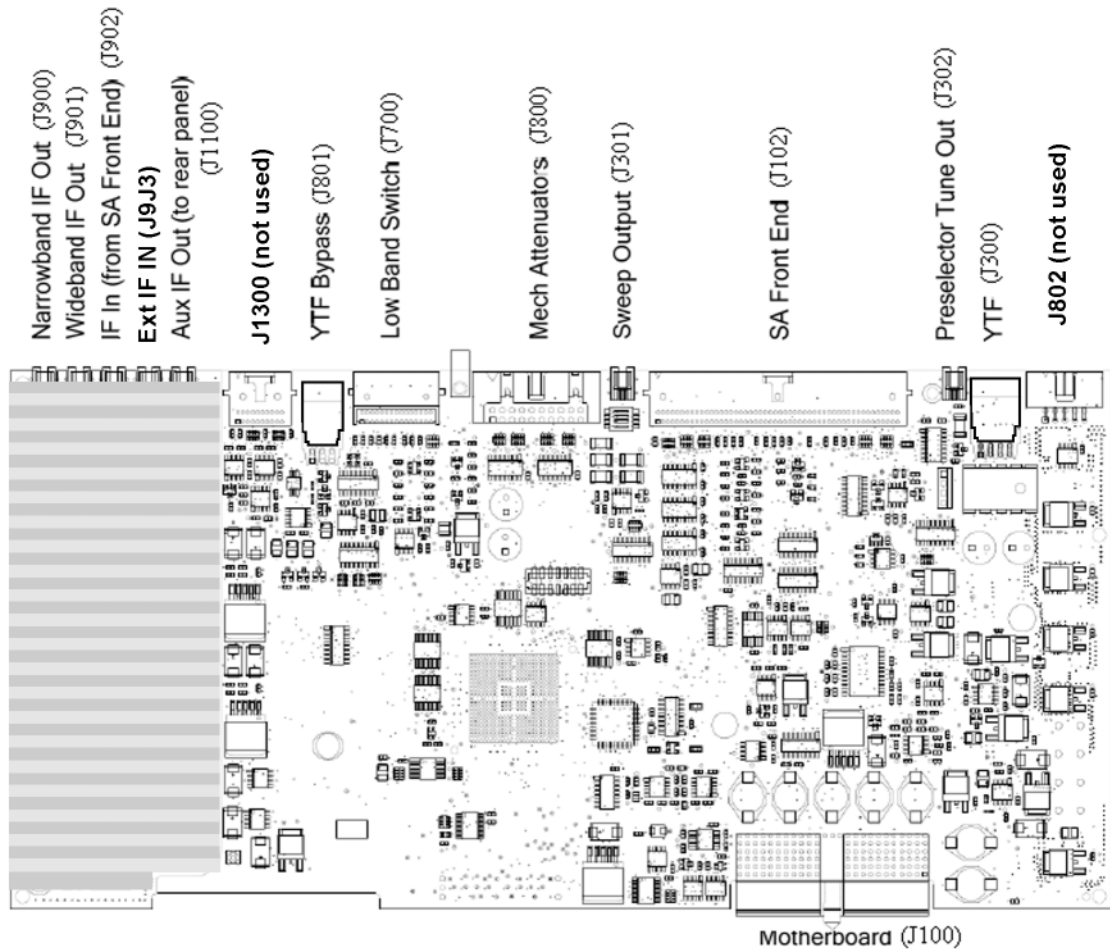 Narrowband IF Out (J900)
Wideband IF Out (J901)
IF In (from SA Front End) (J902)
Ext IF IN (J9J3)
Aux IF Out (to rear panel)
(J1100)
J1300 (not used)
YTF Bypass (J801)
Low Band Switch (J700)
Mech Attenuators (J800)
Sweep Output (J301)
SA Front End (J102)
Preselector Tune Out (J302)
YTF (J300)
J802 (not used)
Motherboard (J100)